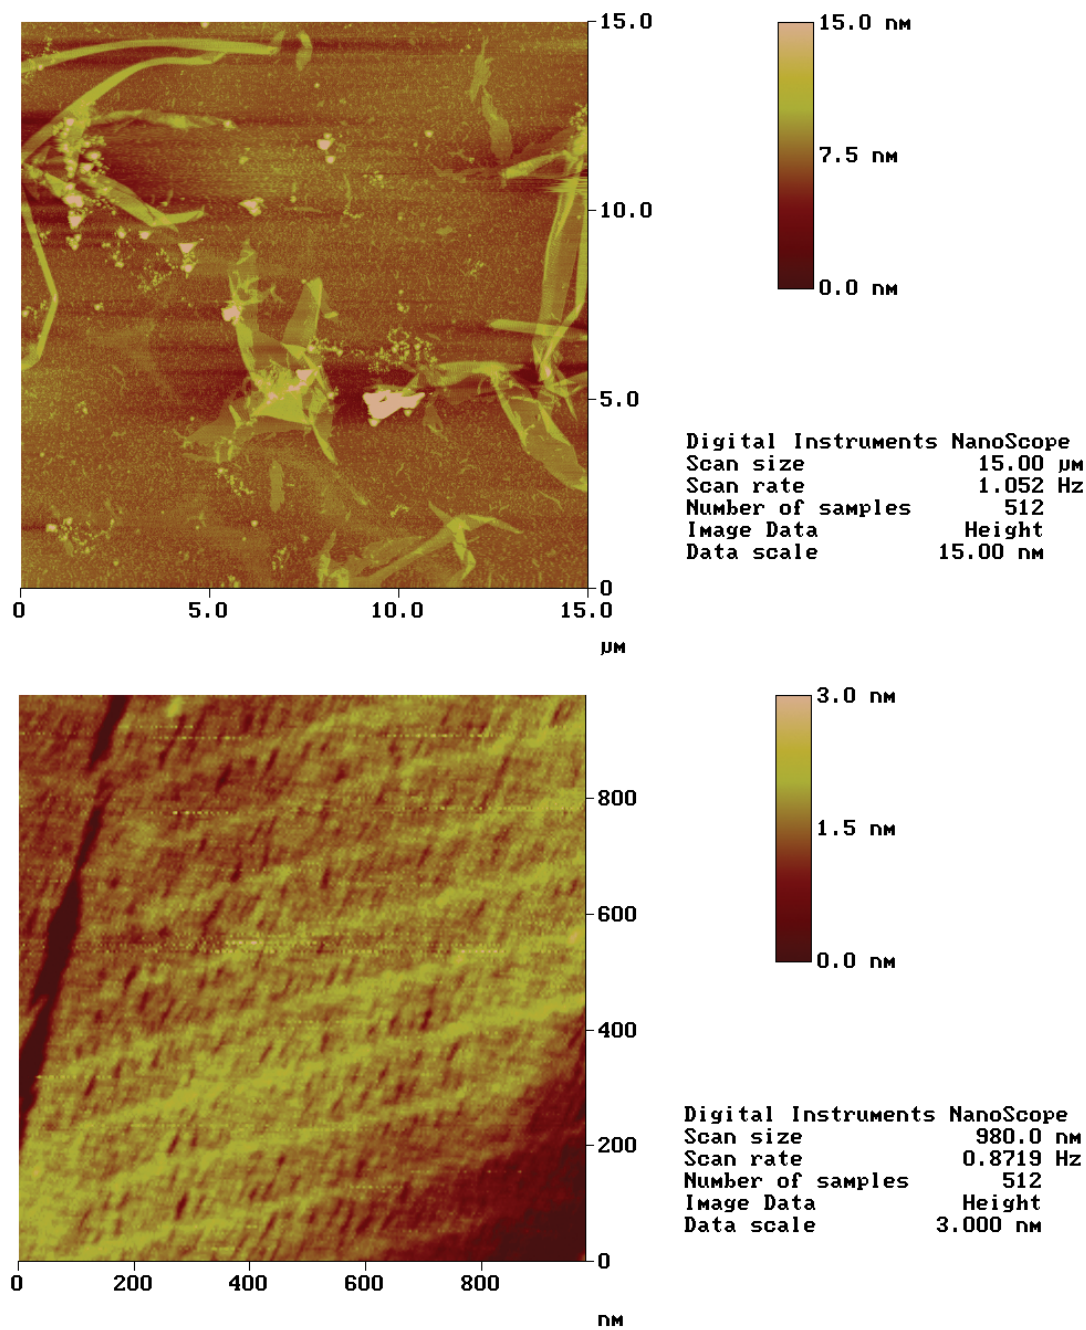 15.0
10.0
5.0
0
0 5.0 10.0 15.0
µM
15.0 nM
7.5 nM
0.0 nM
Digital Instruments NanoScope
Scan size 15.00 µM
Scan rate 1.052 Hz
Number of samples 512
Image Data Height
Data scale 15.00 nM
800
600
400
200
0
0 200 400 600 800
nM
3.0 nM
1.5 nM
0.0 nM
Digital Instruments NanoScope
Scan size 980.0 nM
Scan rate 0.8719 Hz
Number of samples 512
Image Data Height
Data scale 3.000 nM